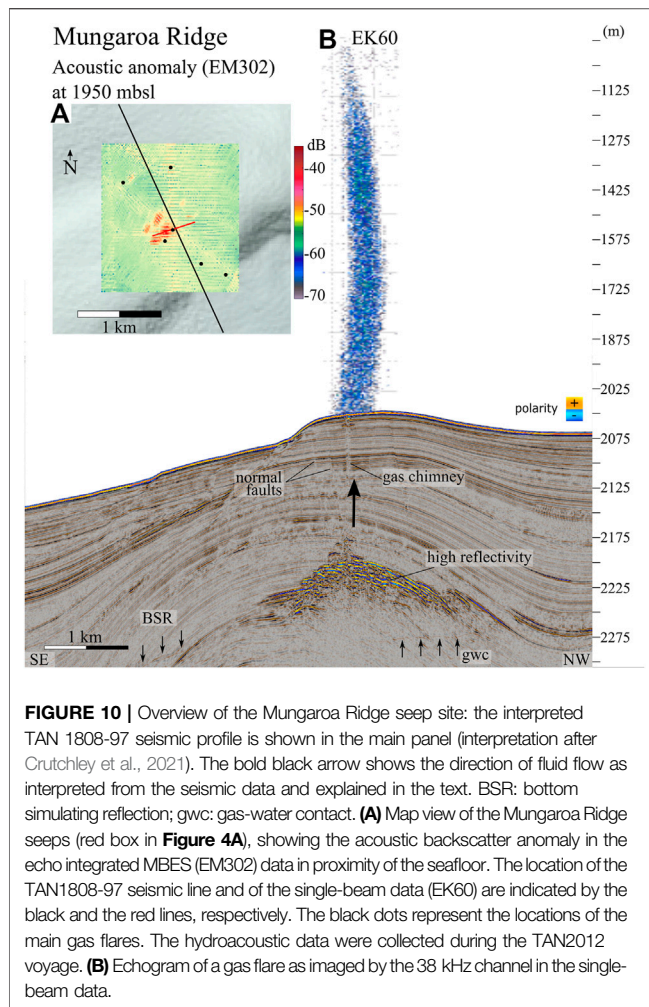 Mungaroa Ridge
Acoustic anomaly (EM302)
at 1950 mbsl
A
N
dB
-40
-50
-60
-70
1 km
B
EK60
(m)
1125
1275
1425
1575
1725
1875
2025
2075
2125
2175
2225
2275
polarity
+
-
normal
faults
gas chimney
high reflectivity
BSR
1 km
SE
gwc
NW
FIGURE 10 | Overview of the Mungaroa Ridge seep site: the interpreted
TAN 1808-97 seismic profile is shown in the main panel (interpretation after
Crutchley et al., 2021). The bold black arrow shows the direction of fluid flow as
interpreted from the seismic data and explained in the text. BSR: bottom
simulating reflection; gwc: gas-water contact. (A) Map view of the Mungaroa Ridge
seeps (red box in Figure 4A), showing the acoustic backscatter anomaly in the
echo integrated MBES (EM302) data in proximity of the seafloor. The location of the
TAN1808-97 seismic line and of the single-beam data (EK60) are indicated by the
black and the red lines, respectively. The black dots represent the locations of the
main gas flares. The hydroacoustic data were collected during the TAN2012
voyage. (B) Echogram of a gas flare as imaged by the 38 kHz channel in the single-
beam data.